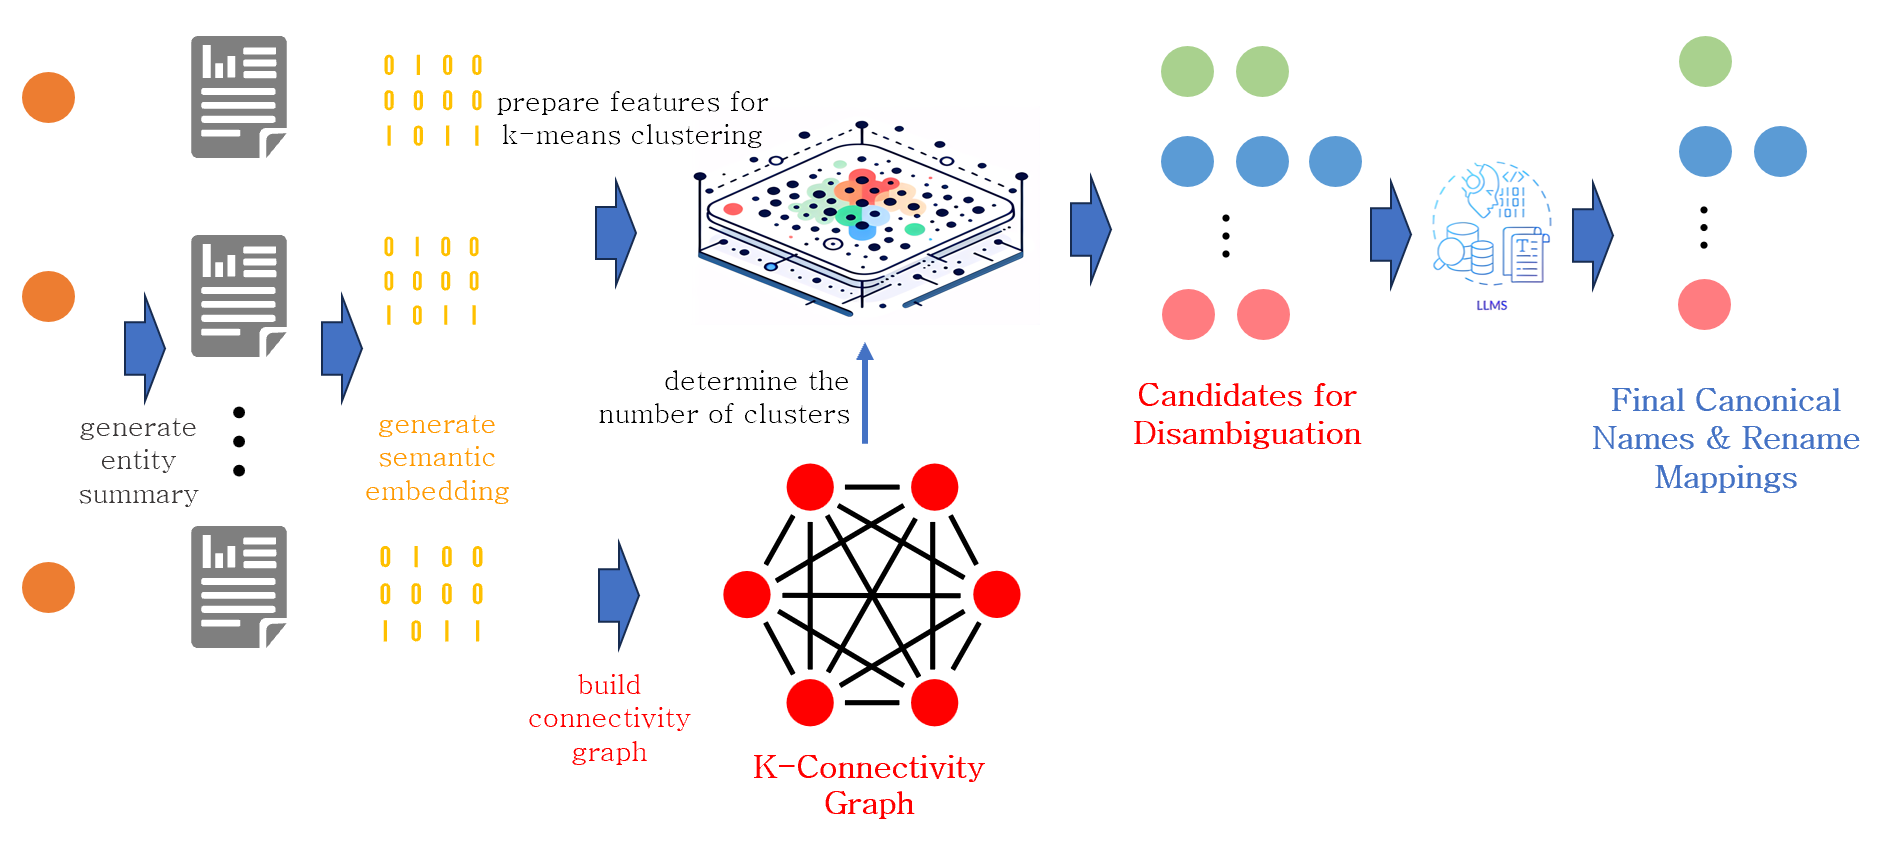 0 1 0 0
0 0 0 0
1 0 1 1
prepare features for
k-means clustering
0 1 0 0
0 0 0 0
1 0 1 1
generate
entity
summary
generate
semantic
embedding
0 1 0 0
0 0 0 0
1 0 1 1
determine the
number of clusters
build
connectivity
graph
K-Connectivity
Graph
Candidates for
Disambiguation
</>
1101
1011
T
LLMS
Final Canonical
Names & Rename
Mappings